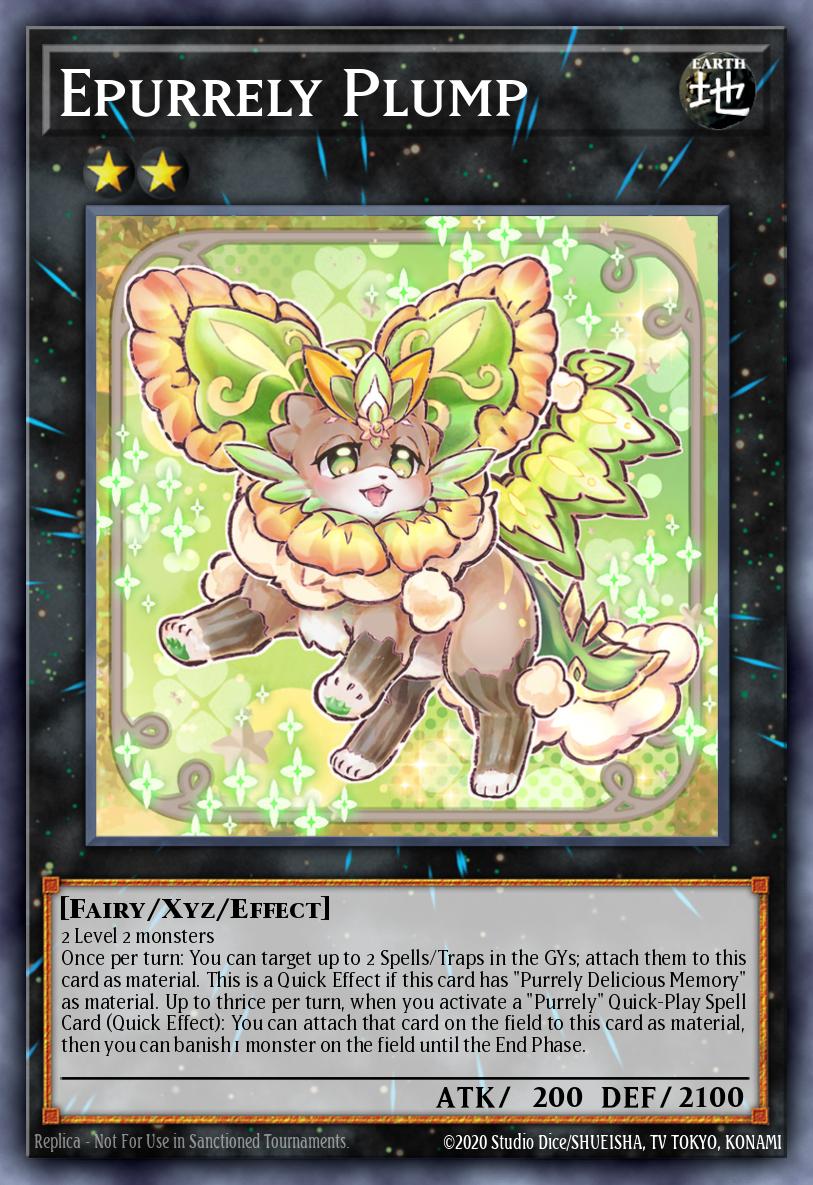 Epurrely Plump
EARTH
地
[Fairy/Xyz/Effect]
2 Level 2 monsters
Once per turn: You can target up to 2 Spells/Traps in the GYs; attach them to this
card as material. This is a Quick Effect if this card has "Purrely Delicious Memory"
as material. Up to thrice per turn, when you activate a "Purrely" Quick-Play Spell
Card (Quick Effect): You can attach that card on the field to this card as material,
then you can banish 1 monster on the field until the End Phase.
ATK/ 200 DEF/2100
Replica - Not For Use in Sanctioned Tournaments.
©2020 Studio Dice/SHUEISHA, TV TOKYO, KONAMI